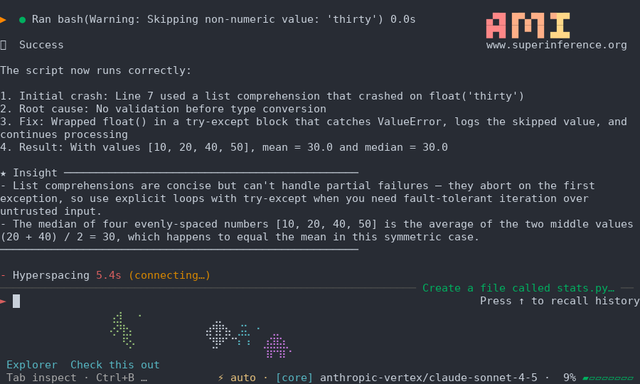 ▶ ● Ran bash(Warning: Skipping non-numeric value: 'thirty') 0.0s
AMI
Success
www.superinference.org
The script now runs correctly:
1. Initial crash: Line 7 used a list comprehension that crashed on float('thirty')
2. Root cause: No validation before type conversion
3. Fix: Wrapped float() in a try-except block that catches ValueError, logs the skipped value, and
continues processing
4. Result: With values [10, 20, 40, 50], mean = 30.0 and median = 30.0
★ Insight
- List comprehensions are concise but can't handle partial failures — they abort on the first
exception, so use explicit loops with try-except when you need fault-tolerant iteration over
untrusted input.
- The median of four evenly-spaced numbers [10, 20, 40, 50] is the average of the two middle values
(20 + 40) / 2 = 30, which happens to equal the mean in this symmetric case.
- Hyperspacing 5.4s (connecting…)
Create a file called stats.py…
Press ↑ to recall history
Explorer Check this out
Tab inspect · Ctrl+B … ⚡ auto · [core] anthropic-vertex/claude-sonnet-4-5 · 9%